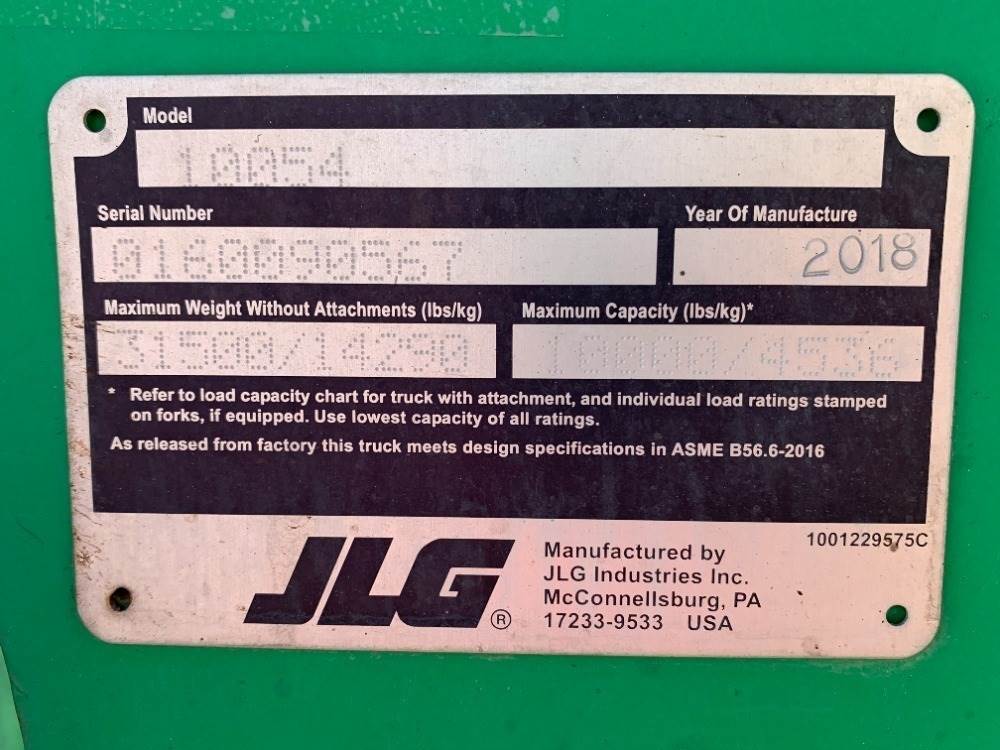 Model
10054
Serial Number
Year Of Manufacture
0160090567
2018
Maximum Weight Without Attachments (lbs/kg)
Maximum Capacity (lbs/kg)*
31500/14290
10000/4536
* Refer to load capacity chart for truck with attachment, and individual load ratings stamped
on forks, if equipped. Use lowest capacity of all ratings.
As released from factory this truck meets design specifications in ASME B56.6-2016
1001229575C
JLG®
Manufactured by
JLG Industries Inc.
McConnellsburg, PA
17233-9533 USA